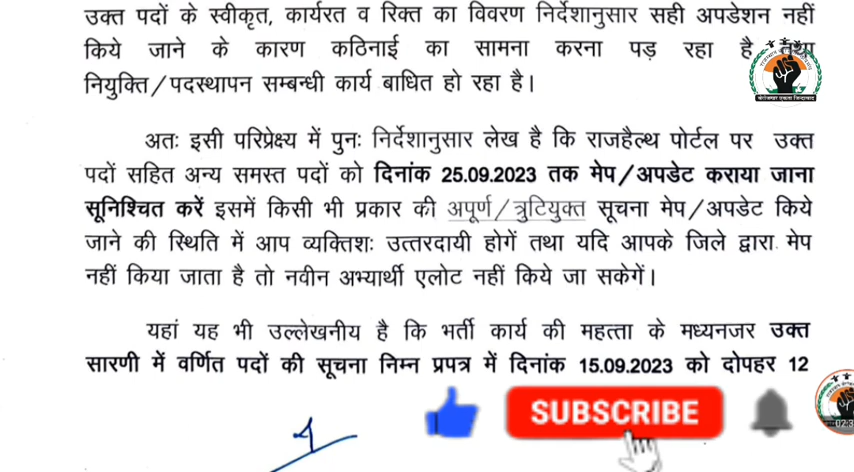 उक्त पदों के स्वीकृत, कार्यरत व रिक्त का विवरण निर्देशानुसार सही अपडेशन नहीं
किये जाने के कारण कठिनाई का सामना करना पड़ रहा है तथा
नियुक्ति/पदस्थापन सम्बन्धी कार्य बाधित हो रहा है।
अतः इसी परिप्रेक्ष्य में पुनः निर्देशानुसार लेख है कि राजहैल्थ पोर्टल पर उक्त
पदों सहित अन्य समस्त पदों को दिनांक 25.09.2023 तक मेप/अपडेट कराया जाना
सूनिश्चित करें इसमें किसी भी प्रकार की अपूर्ण/त्रुटियुक्त सूचना मेप/अपडेट किये
जाने की स्थिति में आप व्यक्तिशः उत्तरदायी होगें तथा यदि आपके जिले द्वारा मेप
नहीं किया जाता है तो नवीन अभ्यार्थी एलोट नहीं किये जा सकेगें।
यहां यह भी उल्लेखनीय है कि भर्ती कार्य की महत्ता के मध्यनजर उक्त
सारणी में वर्णित पदों की सूचना निम्न प्रपत्र में दिनांक 15.09.2023 को दोपहर 12
SUBSCRIBE